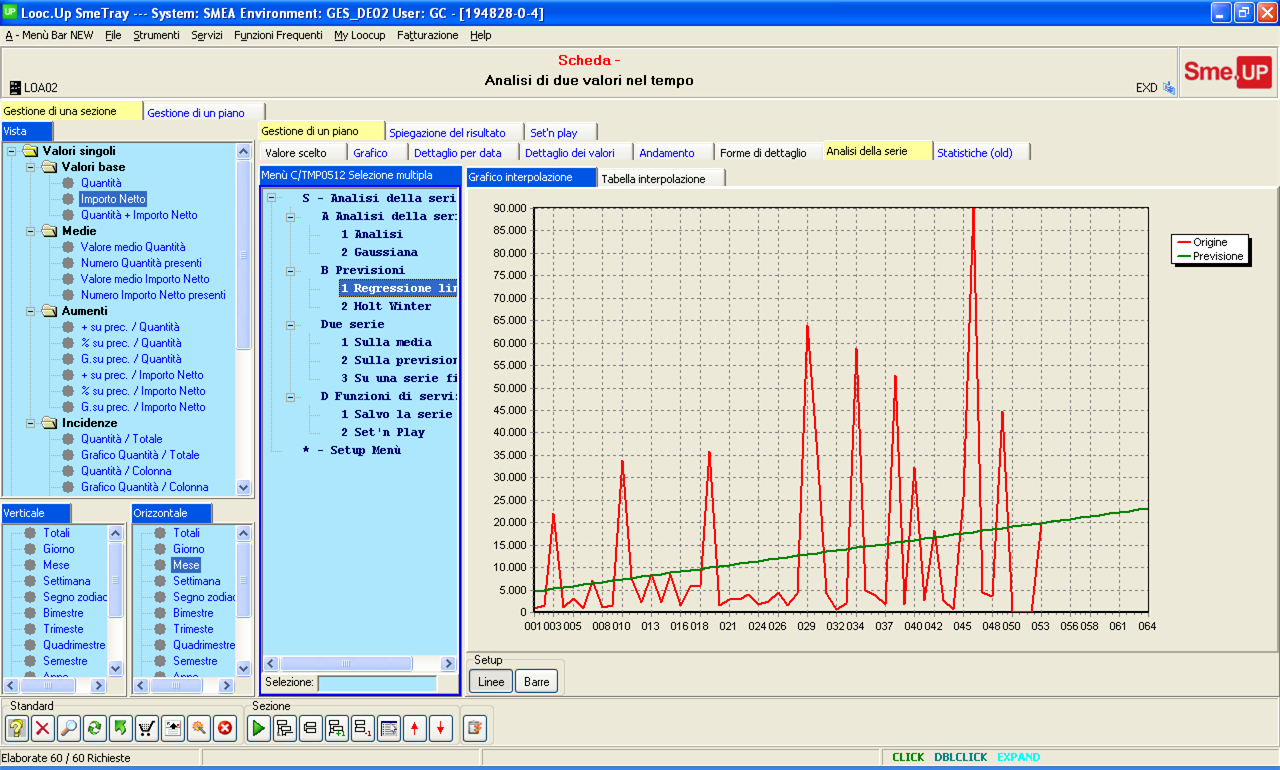 UP Looc.Up SmeTray --- System: SMEA Environment: GES_DE02 User: GC - [194828-0-4]
A - Menù Bar NEW File Strumenti Servizi Funzioni Frequenti My Loocup Fatturazione Help
Scheda -
Analisi di due valori nel tempo
LOA02
EXD
Sme.UP
Gestione di una sezione Gestione di un piano
Vista
Valori singoli
Valori base
Quantità
Importo Netto
Quantità + Importo Netto
Medie
Valore medio Quantità
Numero Quantità presenti
Valore medio Importo Netto
Numero Importo Netto presenti
Aumenti
+ su prec. / Quantità
% su prec. / Quantità
G.su prec. / Quantità
+ su prec. / Importo Netto
% su prec. / Importo Netto
G.su prec. / Importo Netto
Incidenze
Quantità / Totale
Grafico Quantità / Totale
Quantità / Colonna
Grafico Quantità / Colonna
Verticale
Totali
Giorno
Mese
Settimana
Segno zodiac
Bimestre
Trimestre
Quadrimestre
Semestre
Anno
Orizzontale
Totali
Giorno
Mese
Settimana
Segno zodiac
Bimestre
Trimestre
Quadrimestre
Semestre
Anno
Gestione di un piano Spiegazione del risultato Set'n play
Valore scelto Grafico Dettaglio per data Dettaglio dei valori Andamento Forme di dettaglio Analisi della serie Statistiche (old)
Menù C/TMP0512 Selezione multipla
S - Analisi della seri
A Analisi della ser:
1 Analisi
2 Gaussiana
B Previsioni
1 Regressione lin
2 Holt Winter
Due serie
1 Sulla media
2 Sulla prevision
3 Su una serie fi
D Funzioni di servi:
1 Salvo la serie
2 Set'n Play
* - Setup Menù
Selezione:
Grafico interpolazione Tabella interpolazione
90.000
85.000
80.000
75.000
70.000
65.000
60.000
55.000
50.000
45.000
40.000
35.000
30.000
25.000
20.000
15.000
10.000
5.000
0
001 003 005 008 010 013 016 018 021 024 026 029 032 034 037 040 042 045 048 050 053 056 058 061 064
Origine
Previsione
Setup
Linee Barre
Standard
Sezione
Elaborate 60 / 60 Richieste
CLICK DBLCLICK EXPAND